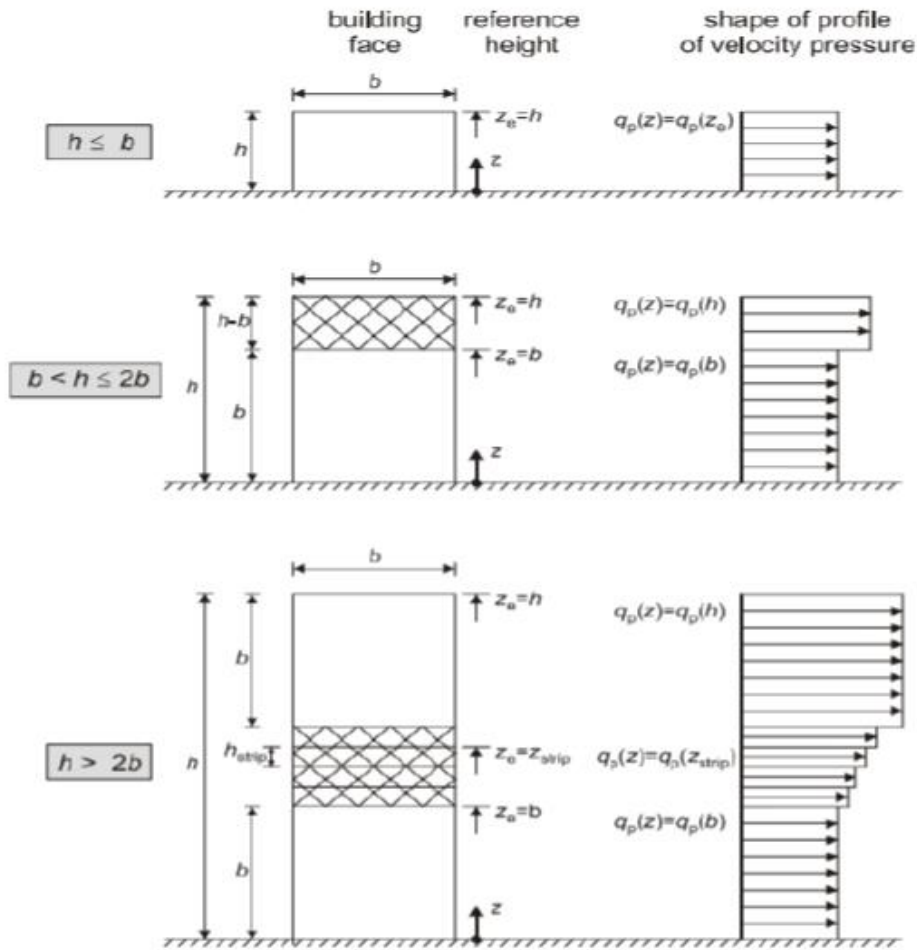 building face
reference height
shape of profile of velocity pressure
h ≤ b
b
h
z_e=h
z
q_p(z)=q_p(z_e)
b < h ≤ 2b
b
h
h-b
b
z_e=h
z_e=b
z
q_p(z)=q_p(h)
q_p(z)=q_p(b)
h > 2b
b
h
b
h_strip
b
z_e=h
z_e=z_strip
z_e=b
z
q_p(z)=q_p(h)
q_p(z)=q_p(z_strip)
q_p(z)=q_p(b)